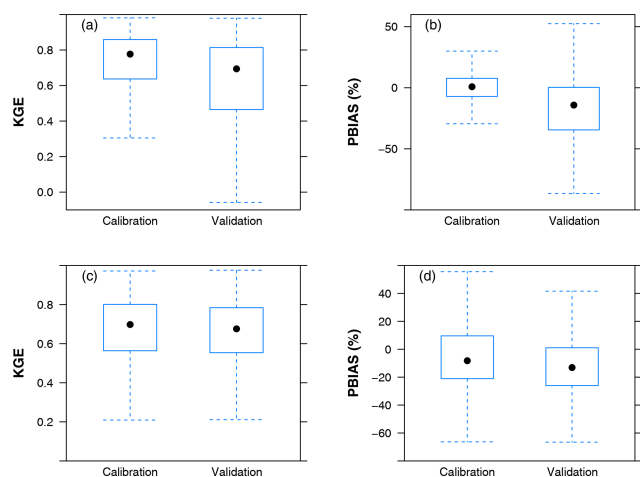 (a)
KGE
0.8
0.6
0.4
0.2
0.0
Calibration Validation
(b)
PBIAS (%)
50
0
−50
Calibration Validation
(c)
KGE
0.8
0.6
0.4
0.2
Calibration Validation
(d)
PBIAS (%)
40
20
0
−20
−40
−60
Calibration Validation